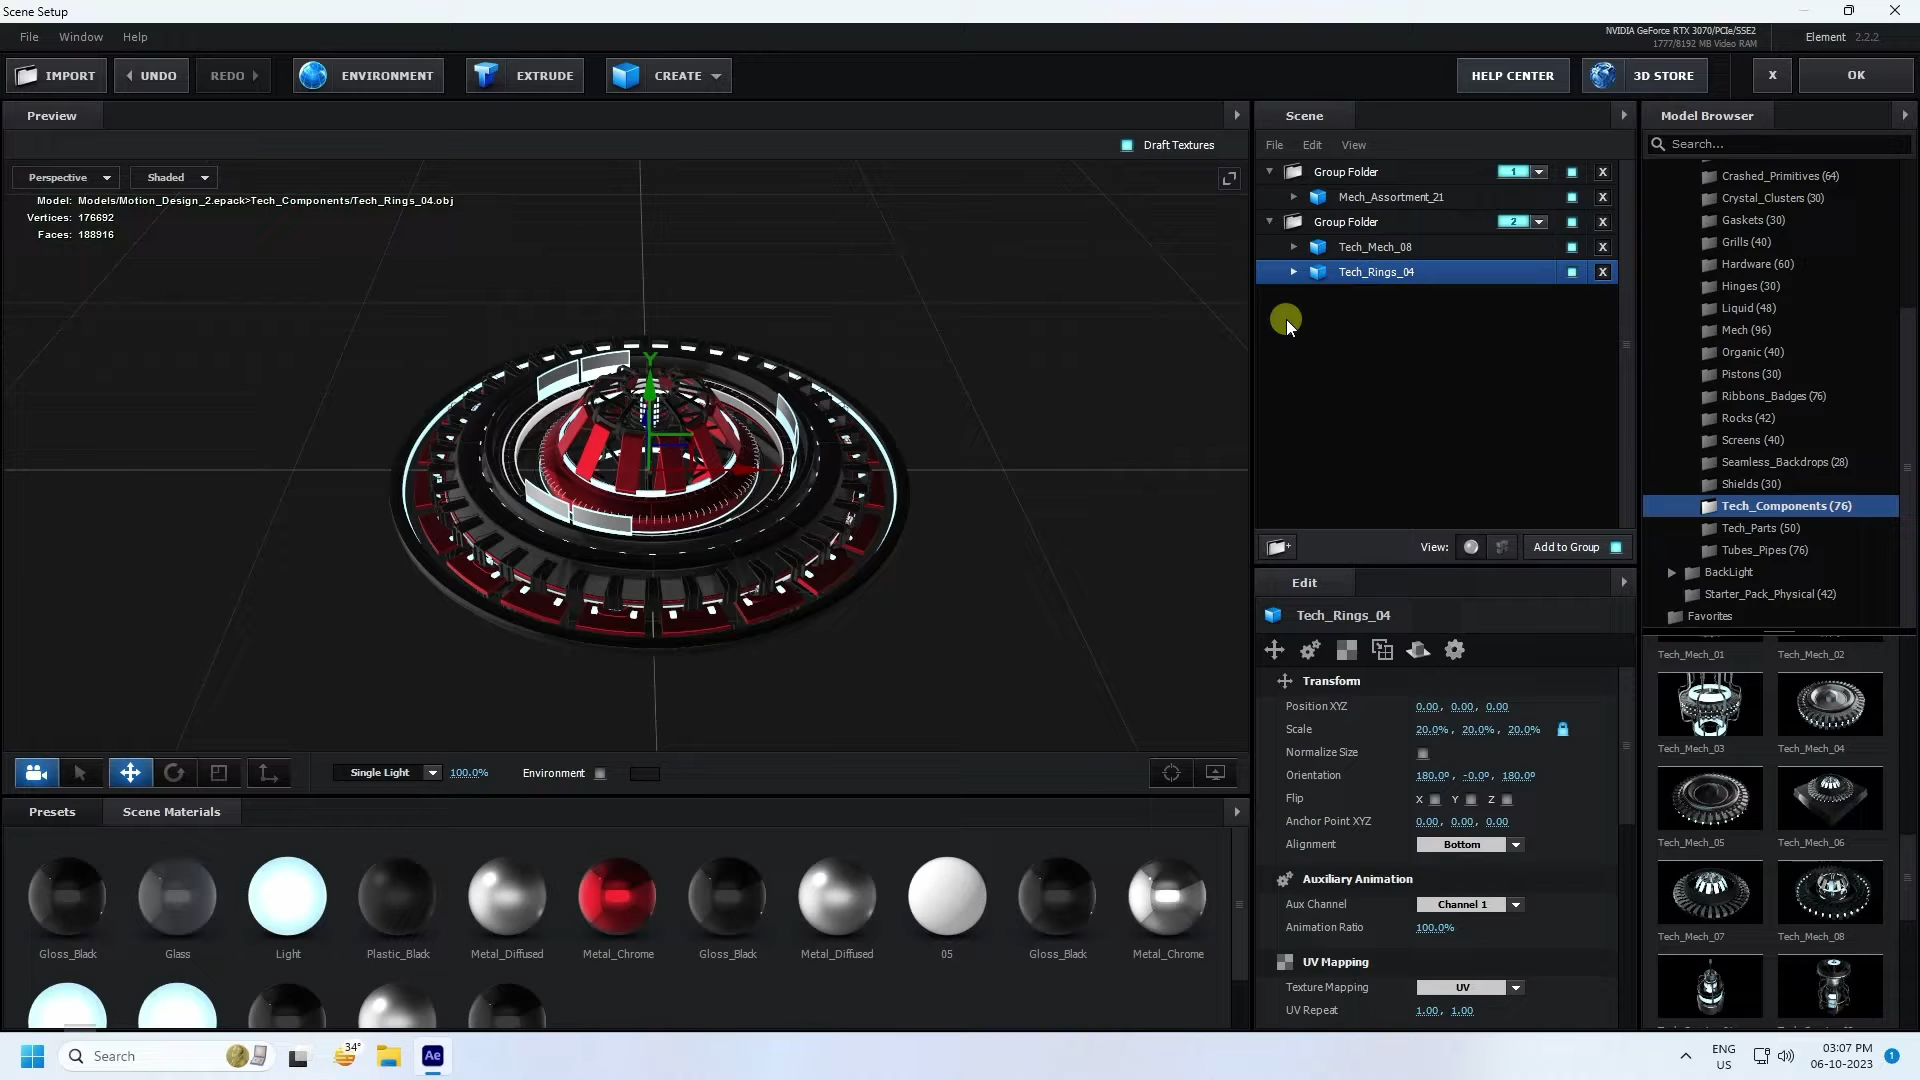 Scene Setup
File Window Help
NVIDIA GeForce RTX 3070/PCIe/SSE2
1777/8192 MB Video RAM
Element 2.2.2
IMPORT UNDO REDO ENVIRONMENT EXTRUDE CREATE HELP CENTER 3D STORE X OK
Preview
Draft Textures
Perspective Shaded
Model: Models/Motion_Design_2.epack>Tech_Components/Tech_Rings_04.obj
Vertices: 176692
Faces: 188916
Y
Single Light 100.0% Environment
Presets Scene Materials
Gloss_Black Glass Light Plastic_Black Metal_Diffused Metal_Chrome Gloss_Black Metal_Diffused 05 Gloss_Black Metal_Chrome
Scene
File Edit View
Group Folder 1 X
Mech_Assortment_21 X
Group Folder 2 X
Tech_Mech_08 X
Tech_Rings_04 X
View: Add to Group
Edit
Tech_Rings_04
Transform
Position XYZ 0.00, 0.00, 0.00
Scale 20.0%, 20.0%, 20.0%
Normalize Size
Orientation 180.0º, -0.0º, 180.0º
Flip X Y Z
Anchor Point XYZ 0.00, 0.00, 0.00
Alignment Bottom
Auxiliary Animation
Aux Channel Channel 1
Animation Ratio 100.0%
UV Mapping
Texture Mapping UV
UV Repeat 1.00, 1.00
Model Browser
Search...
Crashed_Primitives (64)
Crystal_Clusters (30)
Gaskets (30)
Grills (40)
Hardware (60)
Hinges (30)
Liquid (48)
Mech (96)
Organic (40)
Pistons (30)
Ribbons_Badges (76)
Rocks (42)
Screens (40)
Seamless_Backdrops (28)
Shields (30)
Tech_Components (76)
Tech_Parts (50)
Tubes_Pipes (76)
BackLight
Starter_Pack_Physical (42)
Favorites
Tech_Mech_01 Tech_Mech_02
Tech_Mech_03 Tech_Mech_04
Tech_Mech_05 Tech_Mech_06
Tech_Mech_07 Tech_Mech_08
Search
34°
Ae
ENG
US
03:07 PM
06-10-2023
1